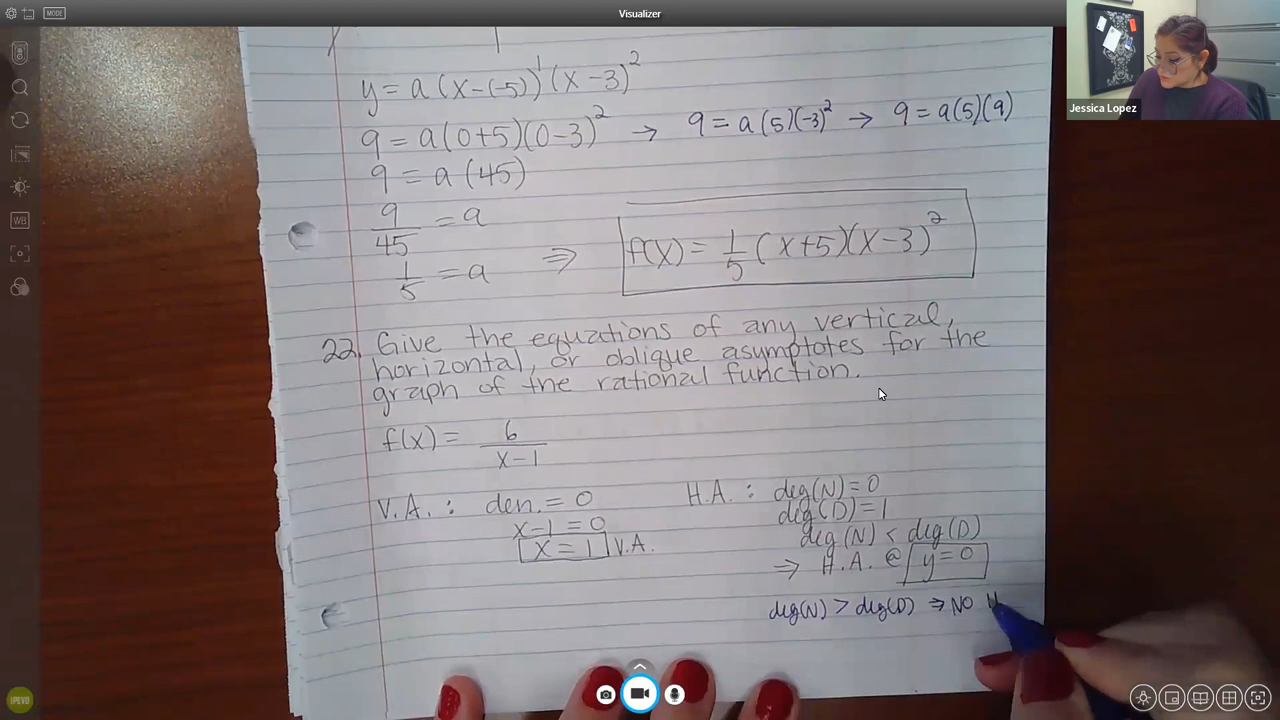 MODE
Visualizer
Jessica Lopez
WB
y = a(x-(-5))¹(x-3)²
9 = a(0+5)(0-3)² → 9 = a(5)(-3)² → 9 = a(5)(9)
9 = a(45)
9/45 = a
1/5 = a ⇒ f(x) = 1/5 (x+5)(x-3)²
22. Give the equations of any vertical,
horizontal, or oblique asymptotes for the
graph of the rational function.
f(x) = 6/(x-1)
V.A. : den. = 0
x-1 = 0
x = 1 V.A.
H.A. : deg(N) = 0
deg(D) = 1
deg(N) < deg(D)
⇒ H.A. @ y = 0
deg(N) > deg(D) ⇒ NO
IPEVO